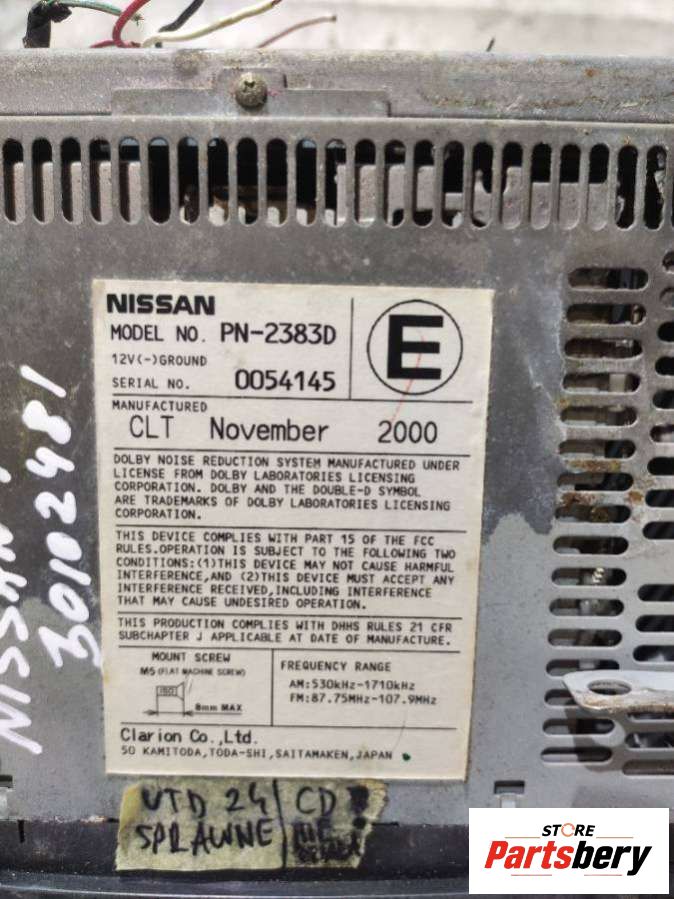 NISSAN
MODEL NO. PN-2383D
12V(-)GROUND
SERIAL NO. 0054145
E
MANUFACTURED
CLT November 2000
DOLBY NOISE REDUCTION SYSTEM MANUFACTURED UNDER
LICENSE FROM DOLBY LABORATORIES LICENSING
CORPORATION. DOLBY AND THE DOUBLE-D SYMBOL
ARE TRADEMARKS OF DOLBY LABORATORIES LICENSING
CORPORATION.
THIS DEVICE COMPLIES WITH PART 15 OF THE FCC
RULES.OPERATION IS SUBJECT TO THE FOLLOWING TWO
CONDITIONS:(1)THIS DEVICE MAY NOT CAUSE HARMFUL
INTERFERENCE,AND (2)THIS DEVICE MUST ACCEPT ANY
INTERFERENCE RECEIVED,INCLUDING INTERFERENCE
THAT MAY CAUSE UNDESIRED OPERATION.
THIS PRODUCTION COMPLIES WITH DHHS RULES 21 CFR
SUBCHAPTER J APPLICABLE AT DATE OF MANUFACTURE.
MOUNT SCREW
M5 (FLAT MACHINE SCREW)
ISO
8mm MAX
FREQUENCY RANGE
AM:530kHz-1710kHz
FM:87.75MHz-107.9MHz
Clarion Co.,Ltd.
50 KAMITODA,TODA-SHI,SAITAMAKEN,JAPAN
NISSAN
30102481
UTD 24 CD
SPRAWNE
STORE
Partsbery